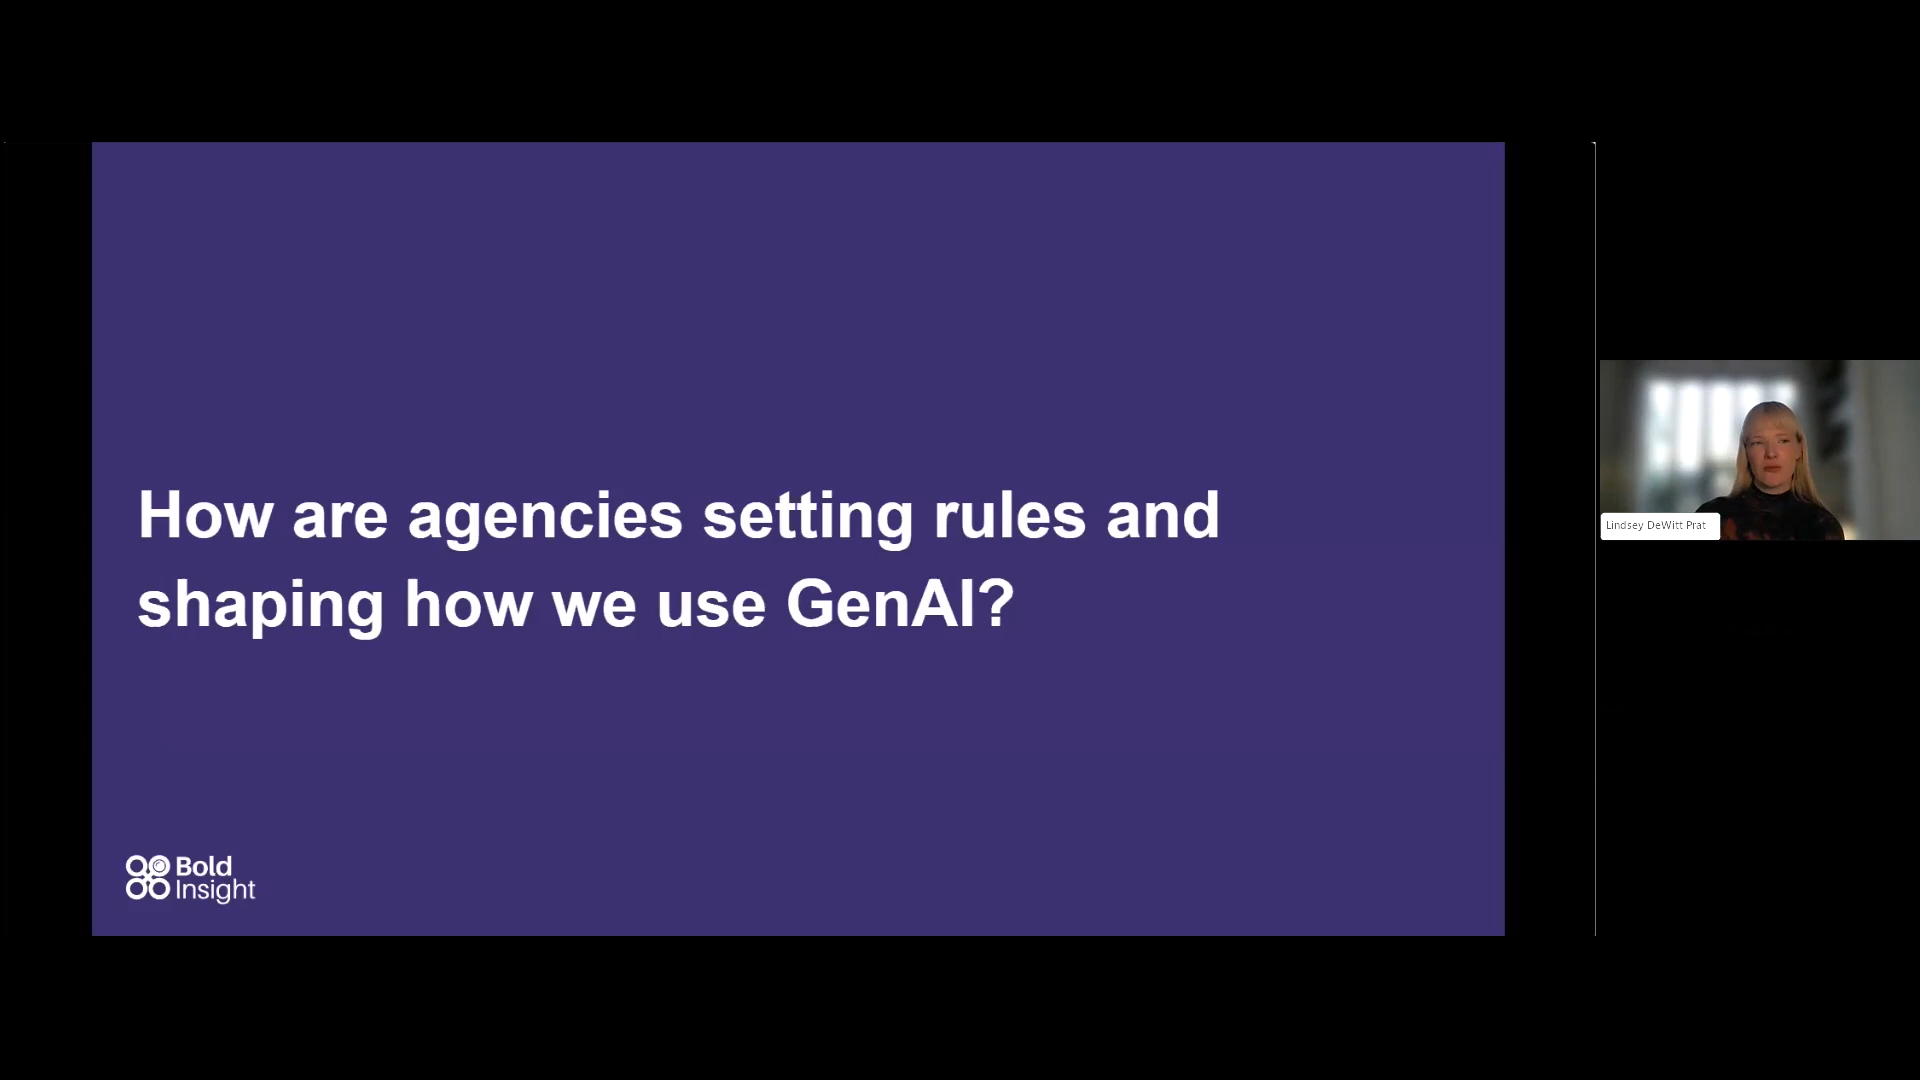 How are agencies setting rules and
shaping how we use GenAI?
Bold
Insight
Lindsey DeWitt Prat